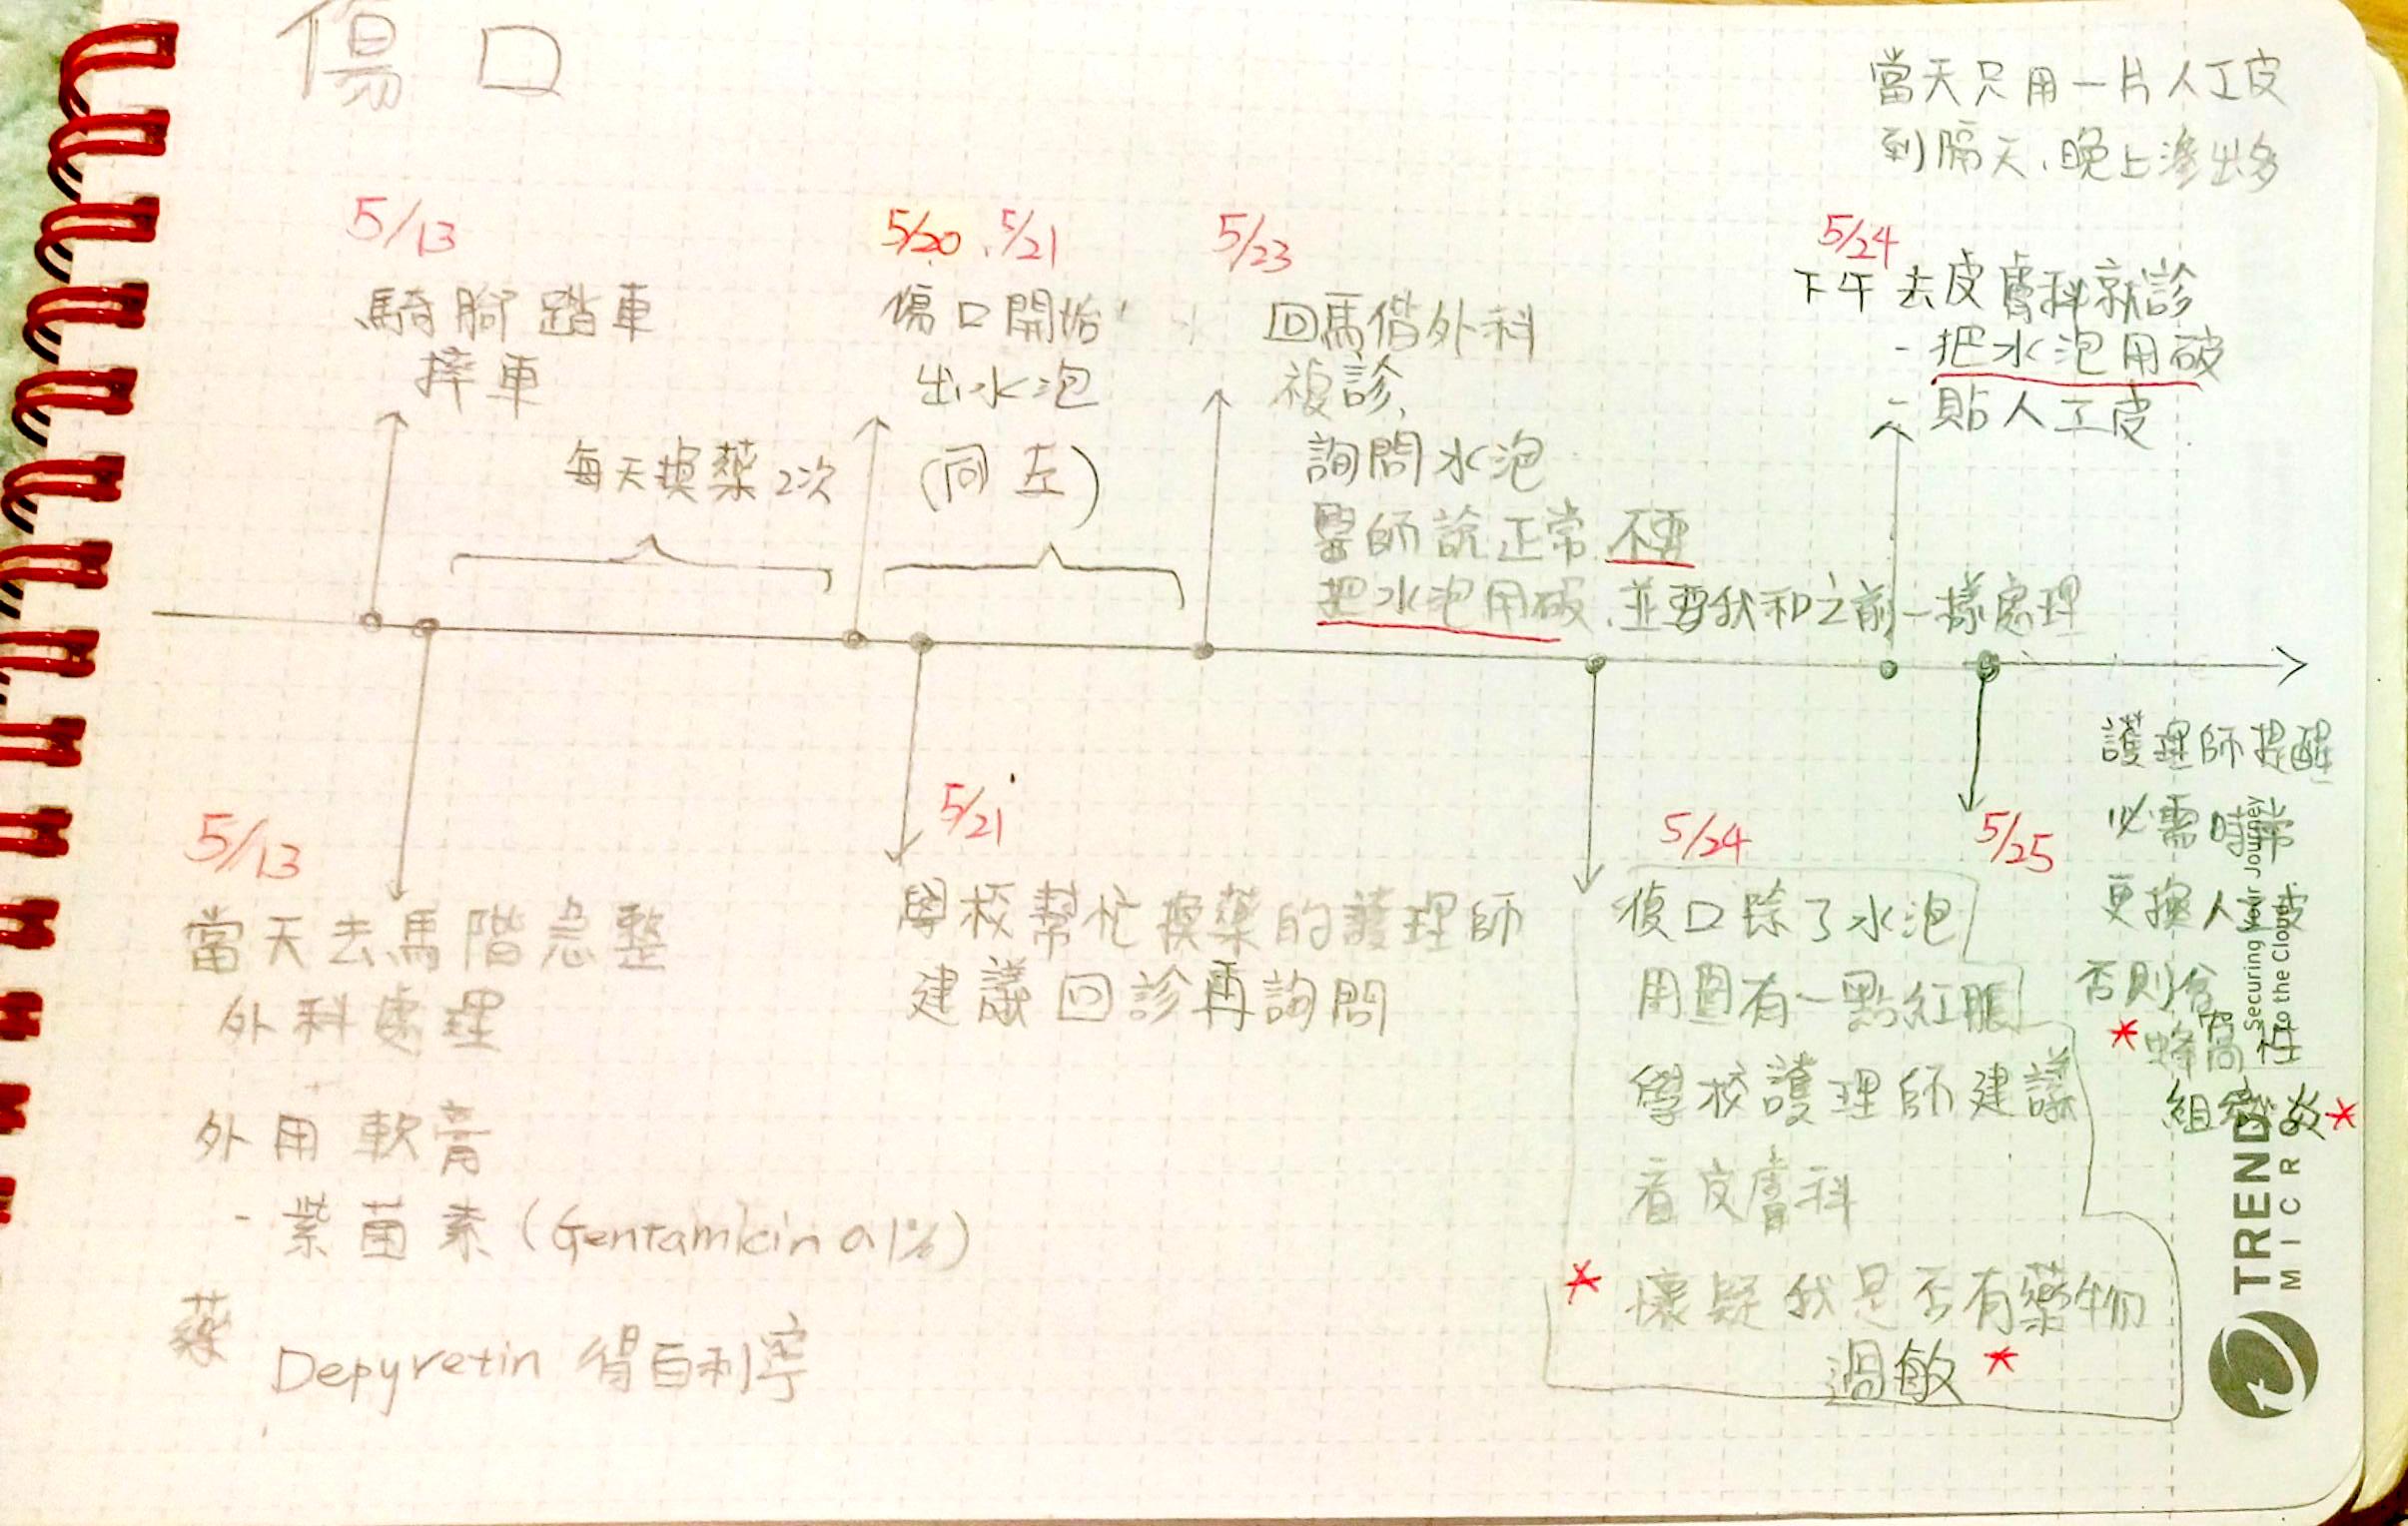 傷口
當天只用一片人工皮
到隔天、晚上滲出多
5/13
騎腳踏車
摔車
每天換藥2次
5/20、5/21
傷口開始
出水泡
(同左)
5/23
回馬偕外科
複診、
詢問水泡
醫師說正常、不要
把水泡用破、並要我和之前一樣處理
5/24
下午去皮膚科就診
- 把水泡用破
- 貼人工皮
5/13
當天去馬階急整
外科處理
外用軟膏
- 紫菌素(Gentamicin 0.1%)
藥
Depyretin 得百利寧
5/21
學校幫忙換藥的護理師
建議回診再詢問
5/24
復口除了水泡
周圍有一點紅腫
學校護理師建議
看皮膚科
* 懷疑我是否有藥物
過敏 *
5/25
護理師提醒
必需時常
更換人工皮
否則會
* 蜂窩
組織炎 *
Securing Your Journey
to the Cloud
TREND
MICRO